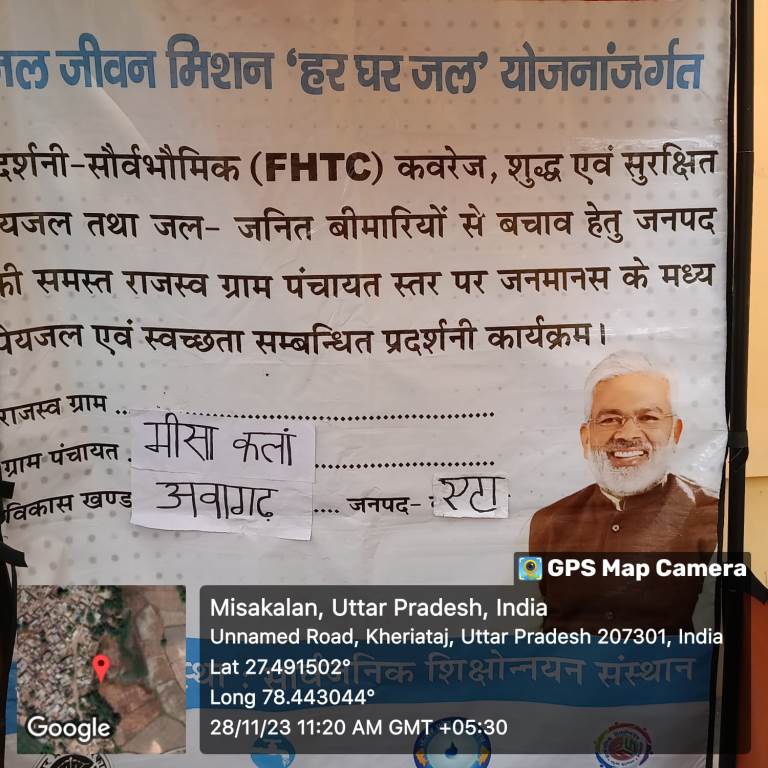 जल जीवन मिशन ‘हर घर जल’ योजनांजर्गत
दर्शनी-सौर्वभौमिक (FHTC) कवरेज, शुद्ध एवं सुरक्षित
यजल तथा जल- जनित बीमारियों से बचाव हेतु जनपद
की समस्त राजस्व ग्राम पंचायत स्तर पर जनमानस के मध्य
पेयजल एवं स्वच्छता सम्बन्धित प्रदर्शनी कार्यक्रम।
राजस्व ग्राम ..
ग्राम पंचायत . मीसा कलां
विकास खण्ड अवागढ़ .... जनपद- : एटा
GPS Map Camera
Misakalan, Uttar Pradesh, India
Unnamed Road, Kheriataj, Uttar Pradesh 207301, India
Lat 27.491502°
Long 78.443044°
28/11/23 11:20 AM GMT +05:30
Google
स्था : सार्वजनिक शिक्षोन्नयन संस्थान